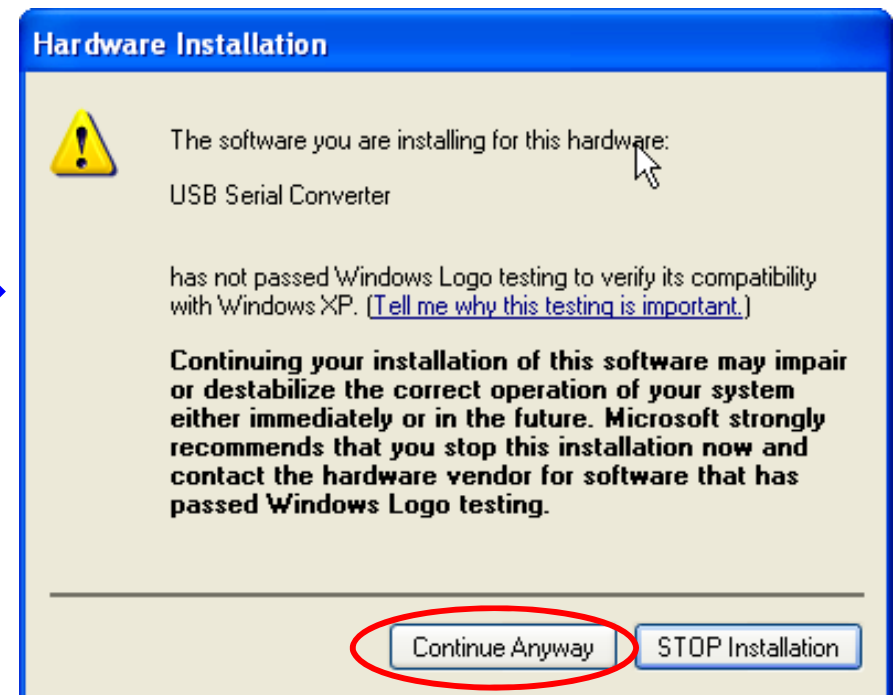 Hardware Installation
The software you are installing for this hardware:
USB Serial Converter
has not passed Windows Logo testing to verify its compatibility
with Windows XP. (Tell me why this testing is important.)
Continuing your installation of this software may impair
or destabilize the correct operation of your system
either immediately or in the future. Microsoft strongly
recommends that you stop this installation now and
contact the hardware vendor for software that has
passed Windows Logo testing.
Continue Anyway
STOP Installation